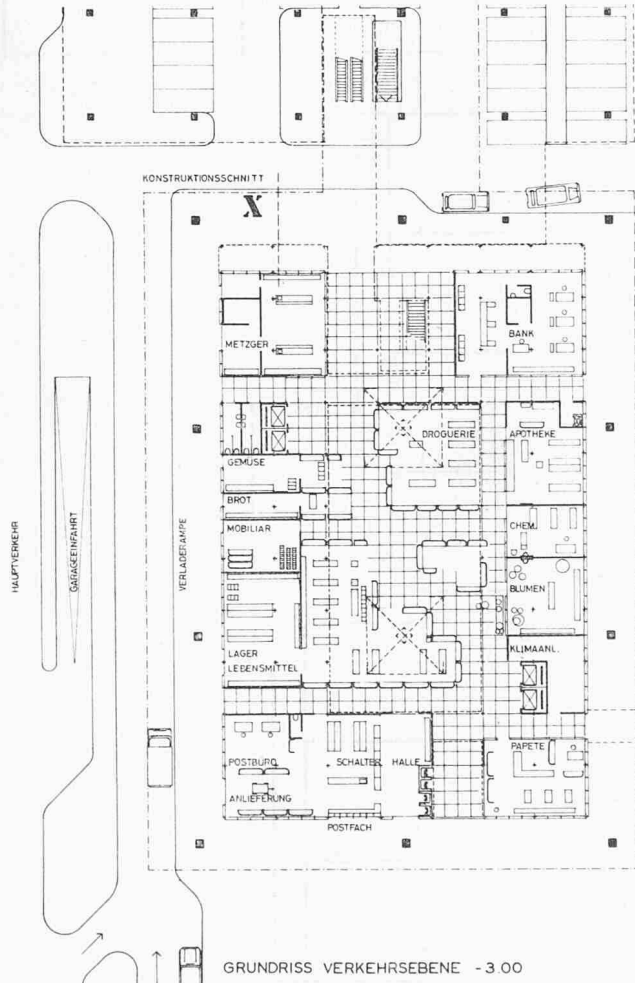 KONSTRUKTIONSSCHNITT
X
METZGER
BANK
DROGUERIE
APOTHEKE
GEMÜSE
BROT
MOBILIAR
CHEM.
BLUMEN
HAUPTVERKEHR
GARAGEEINFAHRT
VERLADERAMPE
LAGER
LEBENSMITTEL
KLIMAANL.
POSTBÜRO
SCHALTER HALLE
PAPETE
ANLIEFERUNG
POSTFACH
GRUNDRISS VERKEHRSEBENE - 3.00